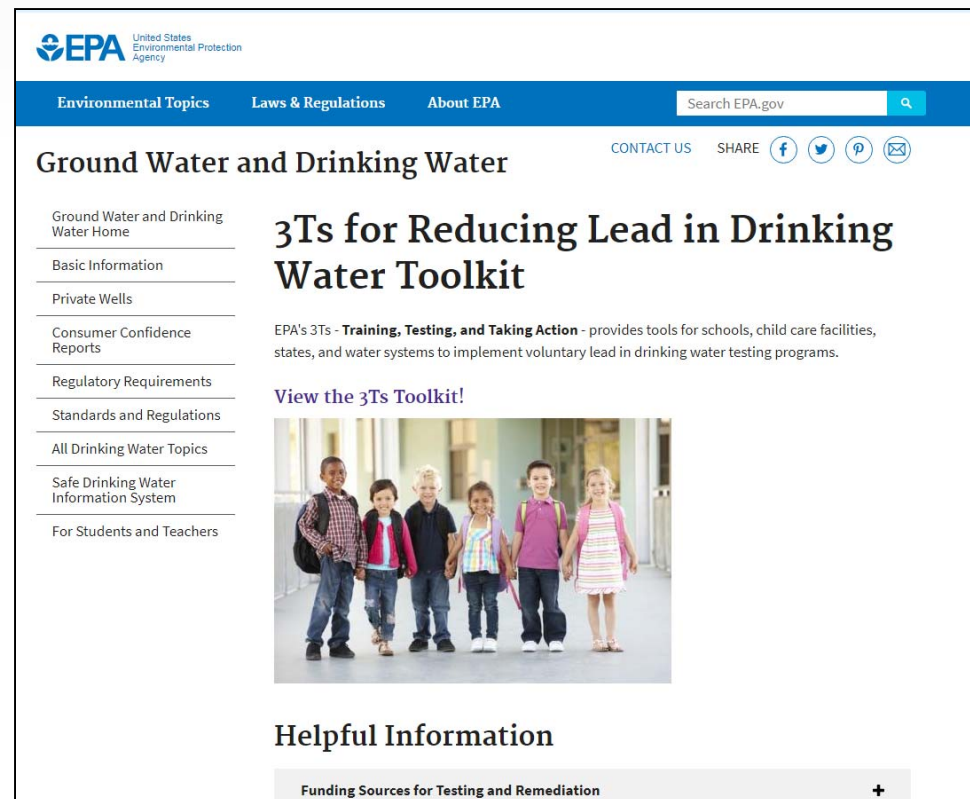 EPA
United States
Environmental Protection
Agency
Environmental Topics
Laws & Regulations
About EPA
Search EPA.gov
Ground Water and Drinking Water
CONTACT US
SHARE
Ground Water and Drinking
Water Home
Basic Information
Private Wells
Consumer Confidence
Reports
Regulatory Requirements
Standards and Regulations
All Drinking Water Topics
Safe Drinking Water
Information System
For Students and Teachers
3Ts for Reducing Lead in Drinking
Water Toolkit
EPA's 3Ts - Training, Testing, and Taking Action - provides tools for schools, child care facilities,
states, and water systems to implement voluntary lead in drinking water testing programs.
View the 3Ts Toolkit!
Helpful Information
Funding Sources for Testing and Remediation +